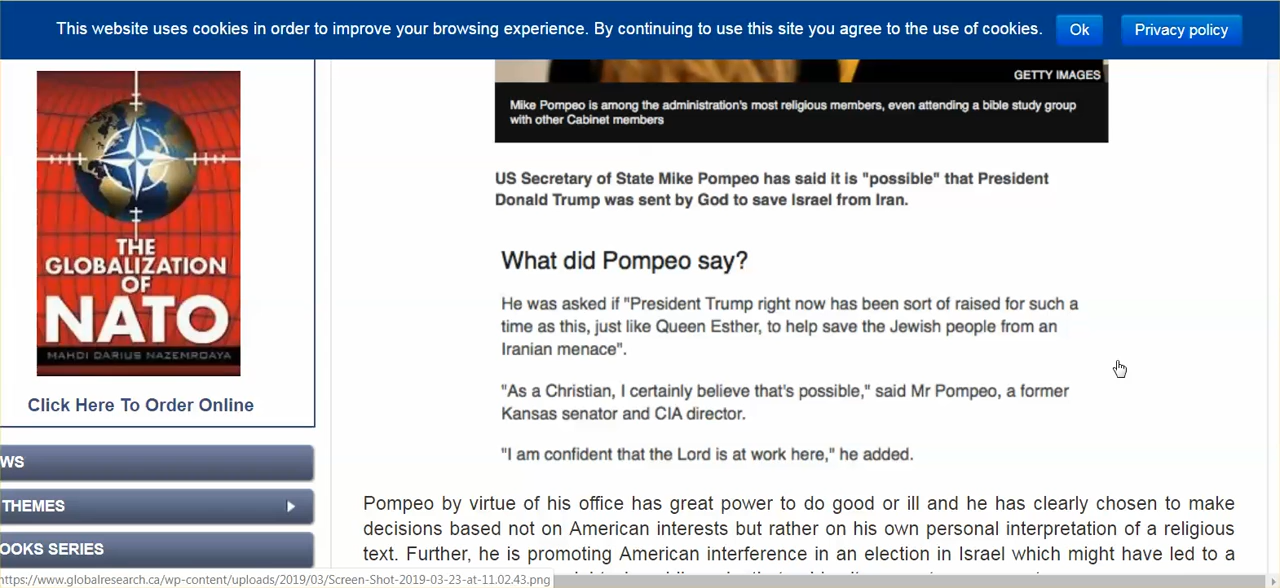 This website uses cookies in order to improve your browsing experience. By continuing to use this site you agree to the use of cookies.
Ok
Privacy policy
THE
GLOBALIZATION
OF
NATO
MAHDI DARIUS NAZEMROAYA
Click Here To Order Online
WS
THEMES
OOKS SERIES
GETTY IMAGES
Mike Pompeo is among the administration's most religious members, even attending a bible study group
with other Cabinet members
US Secretary of State Mike Pompeo has said it is "possible" that President
Donald Trump was sent by God to save Israel from Iran.
What did Pompeo say?
He was asked if "President Trump right now has been sort of raised for such a
time as this, just like Queen Esther, to help save the Jewish people from an
Iranian menace".
"As a Christian, I certainly believe that's possible," said Mr Pompeo, a former
Kansas senator and CIA director.
"I am confident that the Lord is at work here," he added.
Pompeo by virtue of his office has great power to do good or ill and he has clearly chosen to make
decisions based not on American interests but rather on his own personal interpretation of a religious
text. Further, he is promoting American interference in an election in Israel which might have led to a
https://www.globalresearch.ca/wp-content/uploads/2019/03/Screen-Shot-2019-03-23-at-11.02.43.png